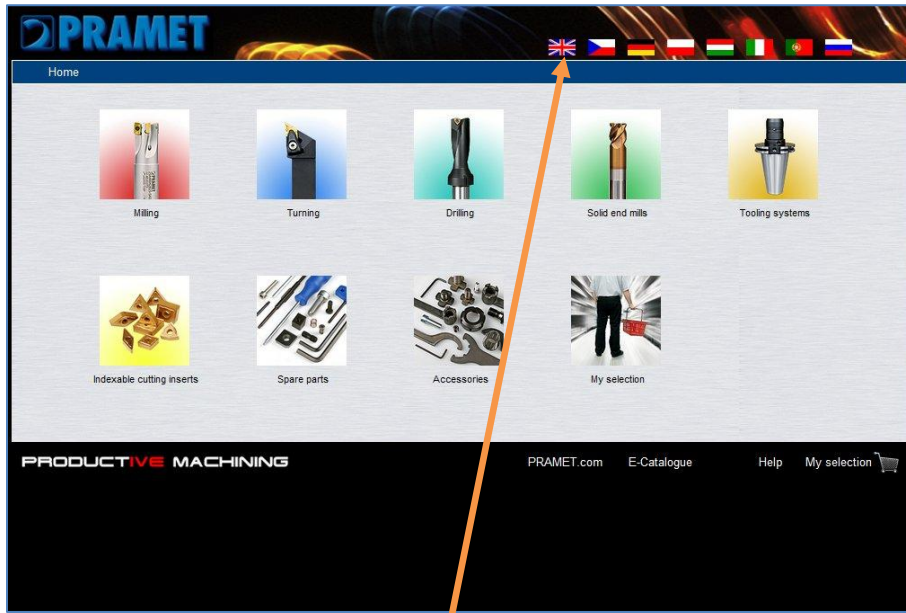 PRAMET
Home
Milling
Turning
Drilling
Solid end mills
Tooling systems
Indexable cutting inserts
Spare parts
Accessories
My selection
PRODUCTIVE MACHINING
PRAMET.com E-Catalogue Help My selection